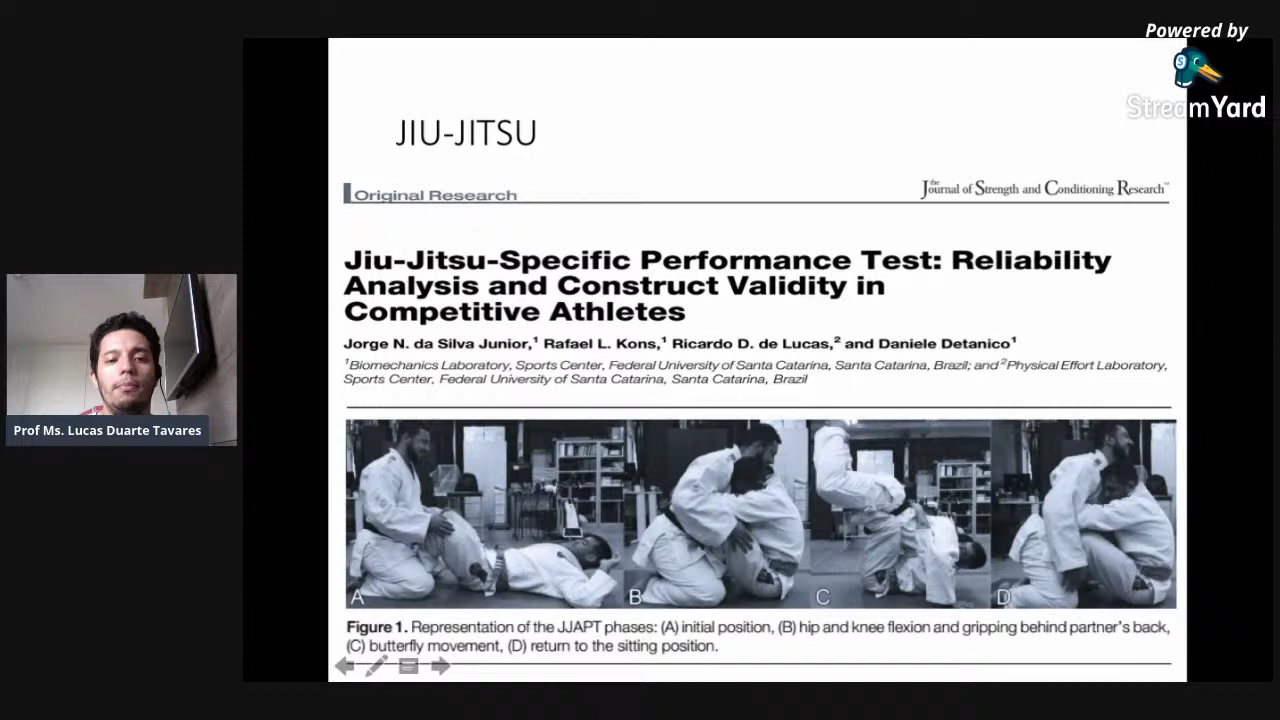 Powered by
StreamYard
JIU-JITSU
Original Research
the Journal of Strength and Conditioning Research™
Jiu-Jitsu-Specific Performance Test: Reliability
Analysis and Construct Validity in
Competitive Athletes
Jorge N. da Silva Junior,¹ Rafael L. Kons,¹ Ricardo D. de Lucas,² and Daniele Detanico¹
¹Biomechanics Laboratory, Sports Center, Federal University of Santa Catarina, Santa Catarina, Brazil; and ²Physical Effort Laboratory,
Sports Center, Federal University of Santa Catarina, Santa Catarina, Brazil
Prof Ms. Lucas Duarte Tavares
A
B
C
D
Figure 1. Representation of the JJAPT phases: (A) initial position, (B) hip and knee flexion and gripping behind partner's back,
(C) butterfly movement, (D) return to the sitting position.